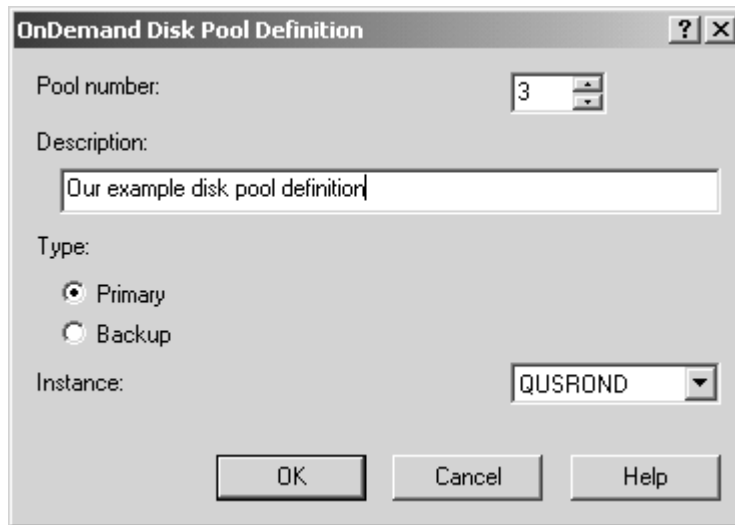 OnDemand Disk Pool Definition ? X
Pool number: 3
Description:
Our example disk pool definition
Type:
Primary
Backup
Instance: QUSROND
OK Cancel Help